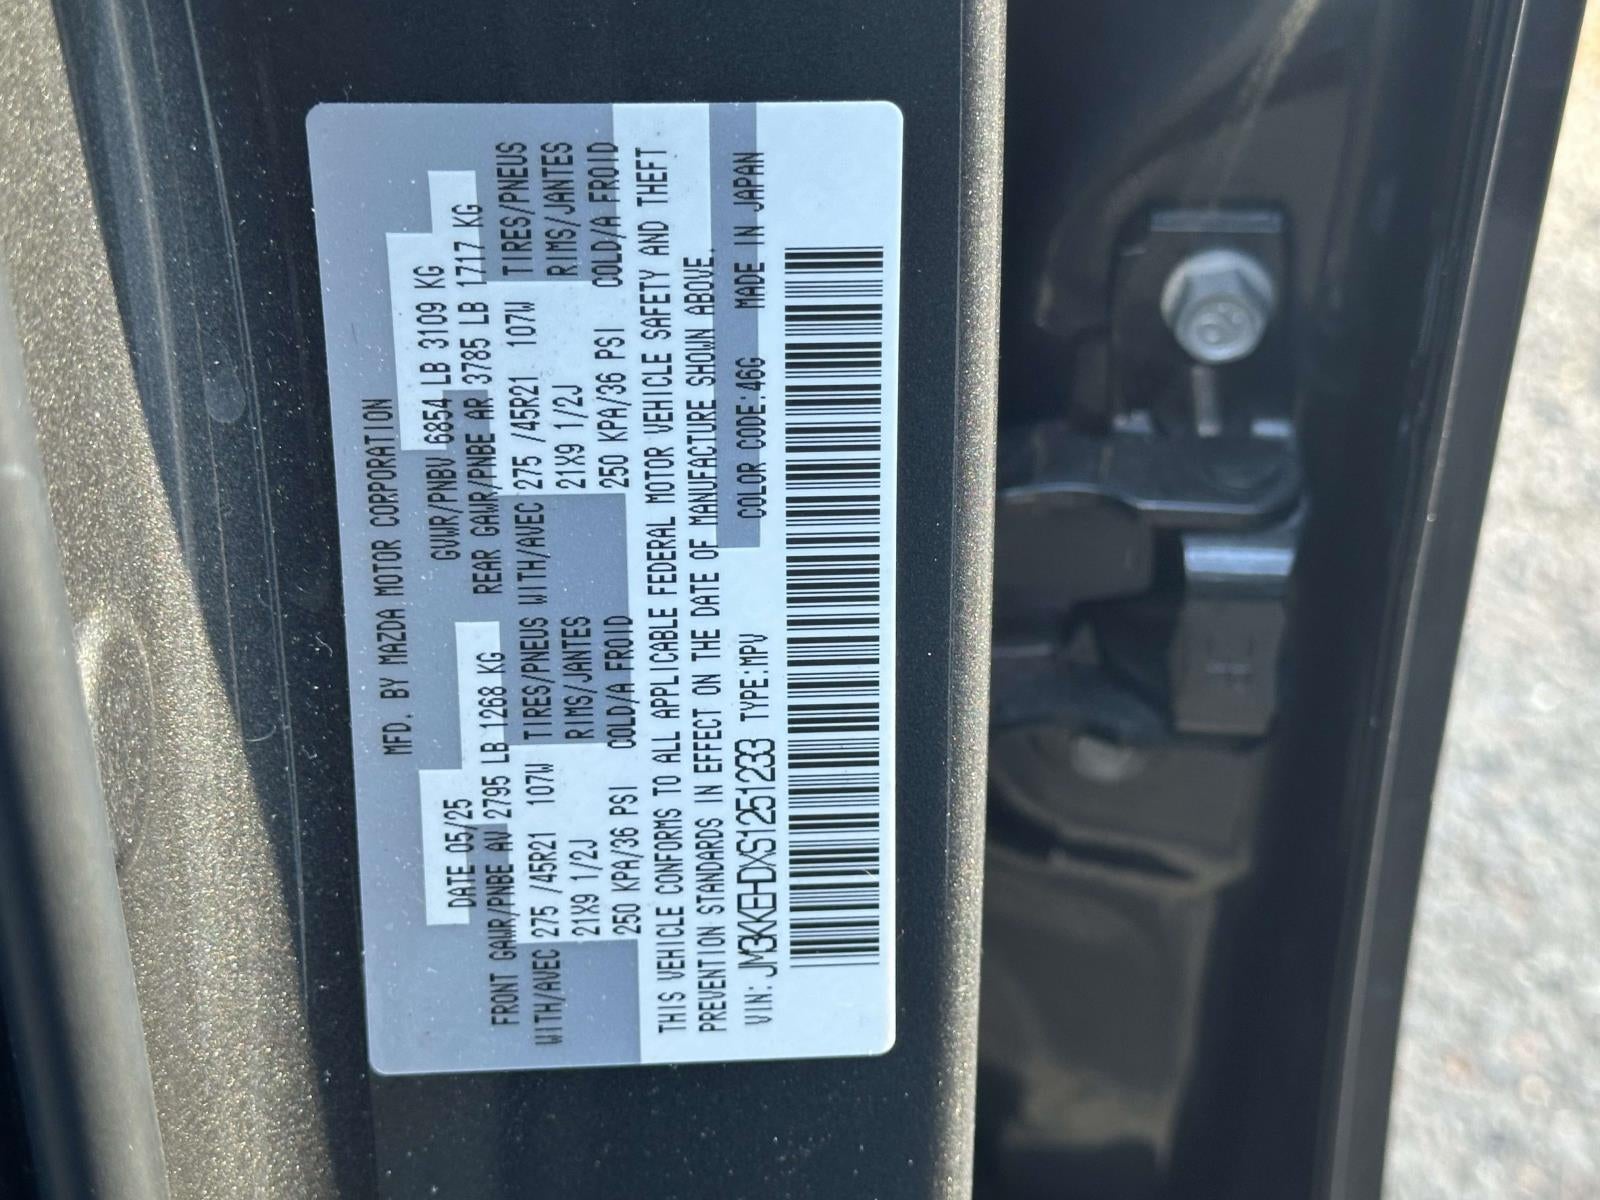 MFD. BY MAZDA MOTOR CORPORATION
DATE 05/25 GVWR/PNBV 6854 LB 3109 KG
FRONT GAWR/PNBE AV 2795 LB 1268 KG REAR GAWR/PNBE AR 3785 LB 1717 KG
WITH/AVEC 275 /45R21 107W TIRES/PNEUS WITH/AVEC 275 /45R21 107W TIRES/PNEUS
21X9 1/2J RIMS/JANTES 21X9 1/2J RIMS/JANTES
250 KPA/36 PSI COLD/A FROID 250 KPA/36 PSI COLD/A FROID
THIS VEHICLE CONFORMS TO ALL APPLICABLE FEDERAL MOTOR VEHICLE SAFETY AND THEFT
PREVENTION STANDARDS IN EFFECT ON THE DATE OF MANUFACTURE SHOWN ABOVE.
VIN: JM3KKEHDXS1251233 TYPE:MPV COLOR CODE:46G MADE IN JAPAN